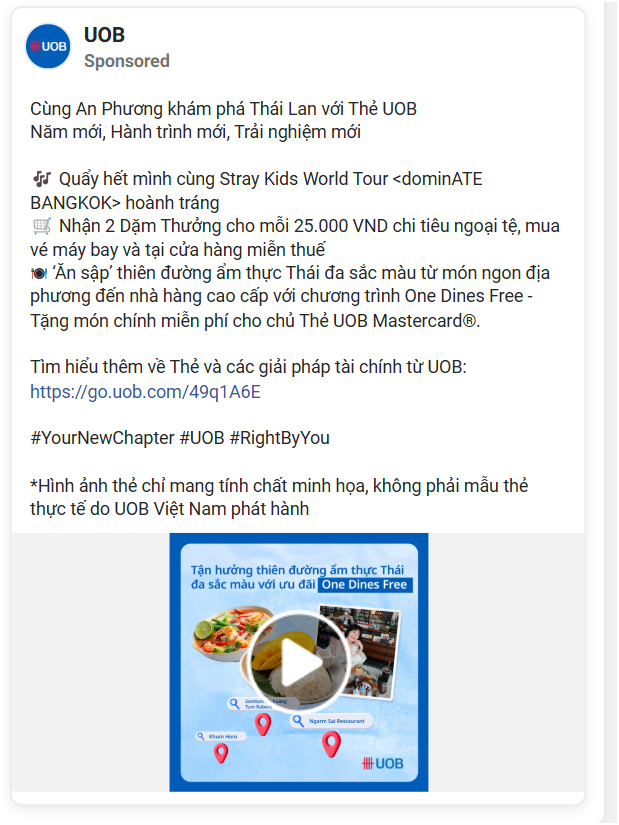 UOB
UOB
Sponsored
Cùng An Phương khám phá Thái Lan với Thẻ UOB
Năm mới, Hành trình mới, Trải nghiệm mới
🎶 Quẩy hết mình cùng Stray Kids World Tour <dominATE
BANGKOK> hoành tráng
🛒 Nhận 2 Dặm Thưởng cho mỗi 25.000 VND chi tiêu ngoại tệ, mua
vé máy bay và tại cửa hàng miễn thuế
🍽 ‘Ăn sập’ thiên đường ẩm thực Thái đa sắc màu từ món ngon địa
phương đến nhà hàng cao cấp với chương trình One Dines Free -
Tặng món chính miễn phí cho chủ Thẻ UOB Mastercard®.
Tìm hiểu thêm về Thẻ và các giải pháp tài chính từ UOB:
https://go.uob.com/49q1A6E
#YourNewChapter #UOB #RightByYou
*Hình ảnh thẻ chỉ mang tính chất minh họa, không phải mẫu thẻ
thực tế do UOB Việt Nam phát hành
Tận hưởng thiên đường ẩm thực Thái
đa sắc màu với ưu đãi One Dines Free
Ngarm Sai Restaurant
Khum Hom
UOB